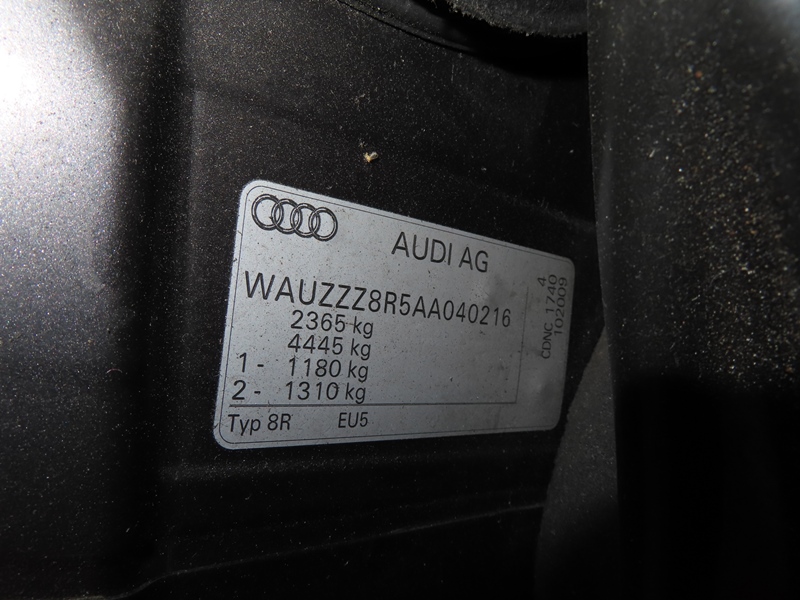 AUDI AG
WAUZZZ8R5AA040216
2365 kg
4445 kg
1- 1180 kg
2- 1310 kg
Typ 8R EU5
4
CDNC 1740
102009